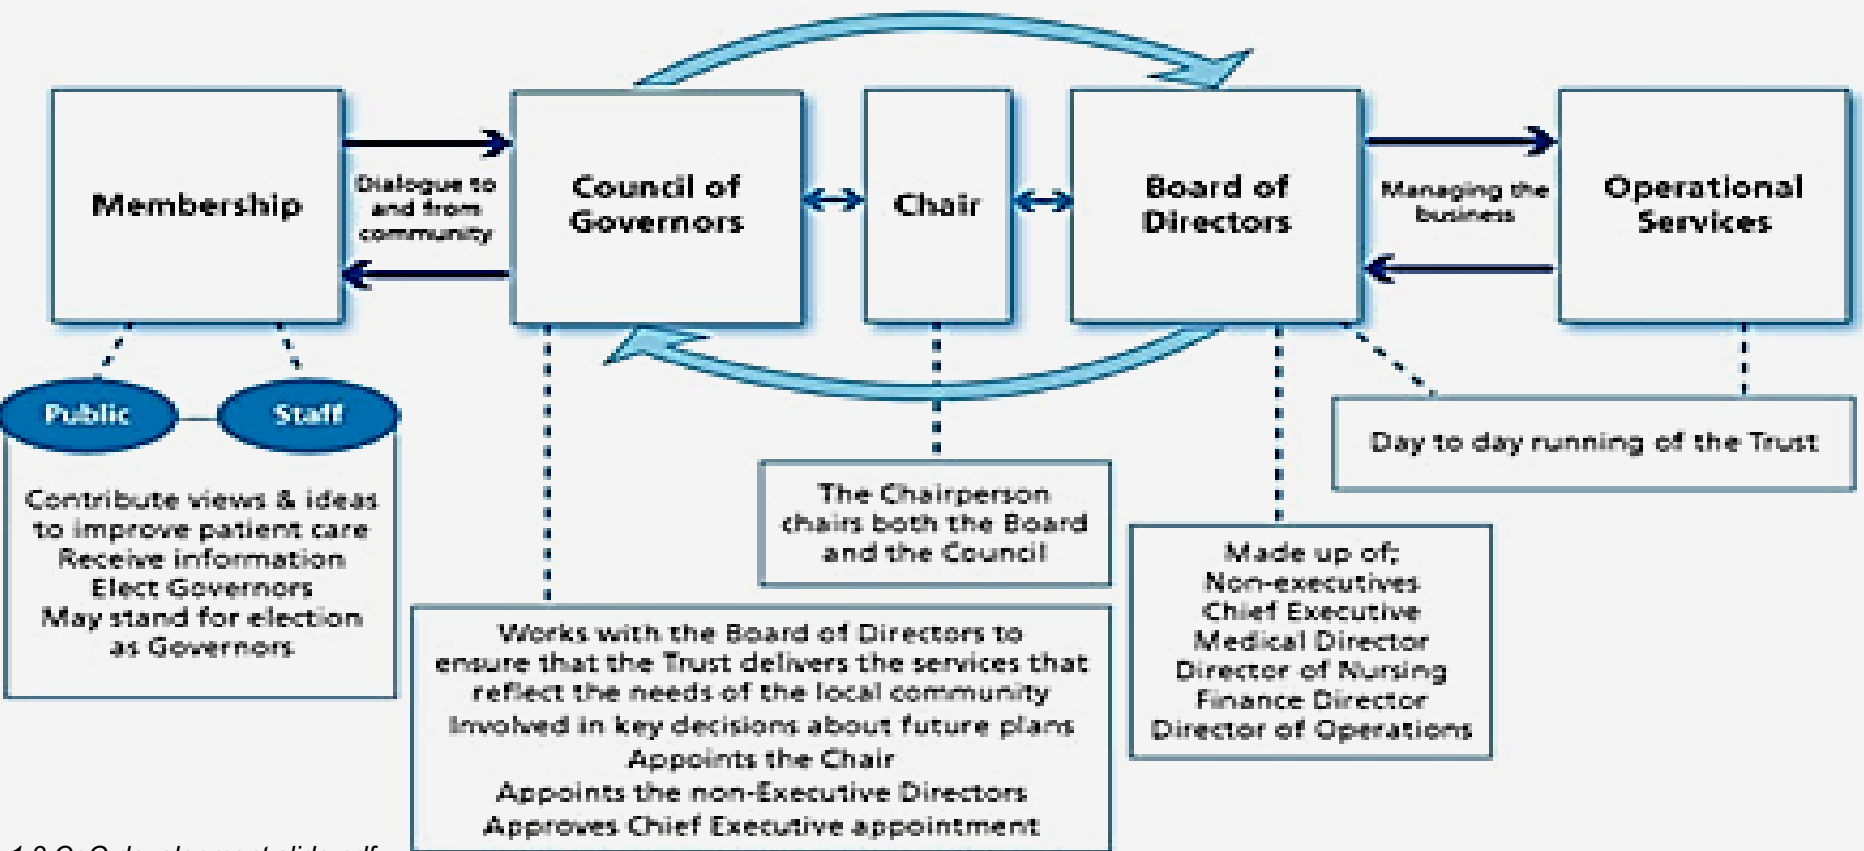 Membership
Dialogue to
and from
community
Council of
Governors
Chair
Board of
Directors
Managing the
business
Operational
Services
Public
Staff
Contribute views & ideas
to improve patient care
Receive information
Elect Governors
May stand for election
as Governors
Works with the Board of Directors to
ensure that the Trust delivers the services that
reflect the needs of the local community
Involved in key decisions about future plans
Appoints the Chair
Appoints the non-Executive Directors
Approves Chief Executive appointment
The Chairperson
chairs both the Board
and the Council
Made up of;
Non-executives
Chief Executive
Medical Director
Director of Nursing
Finance Director
Director of Operations
Day to day running of the Trust